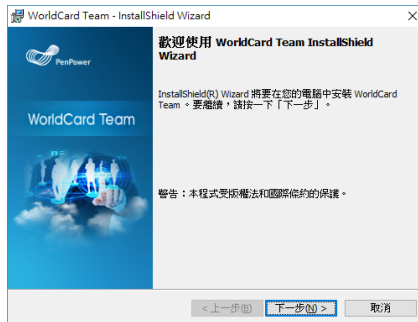 WorldCard Team - InstallShield Wizard
PenPower
WorldCard Team
歡迎使用 WorldCard Team InstallShield
Wizard
InstallShield(R) Wizard 將要在您的電腦中安裝 WorldCard
Team。要繼續，請按一下「下一步」。
警告：本程式受版權法和國際條約的保護。
< 上一步(B)
下一步(N) >
取消